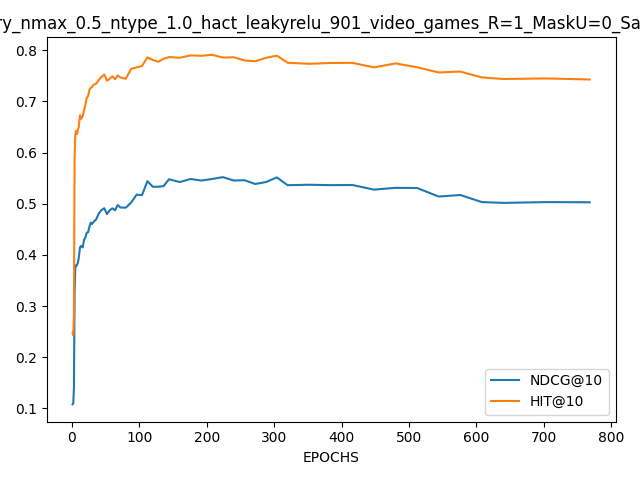 ry_nmax_0.5_ntype_1.0_hact_leakyrelu_901_video_games_R=1_MaskU=0_Sa
0.8
0.7
0.6
0.5
0.4
0.3
0.2
0.1
NDCG@10
HIT@10
0 100 200 300 400 500 600 700 800
EPOCHS